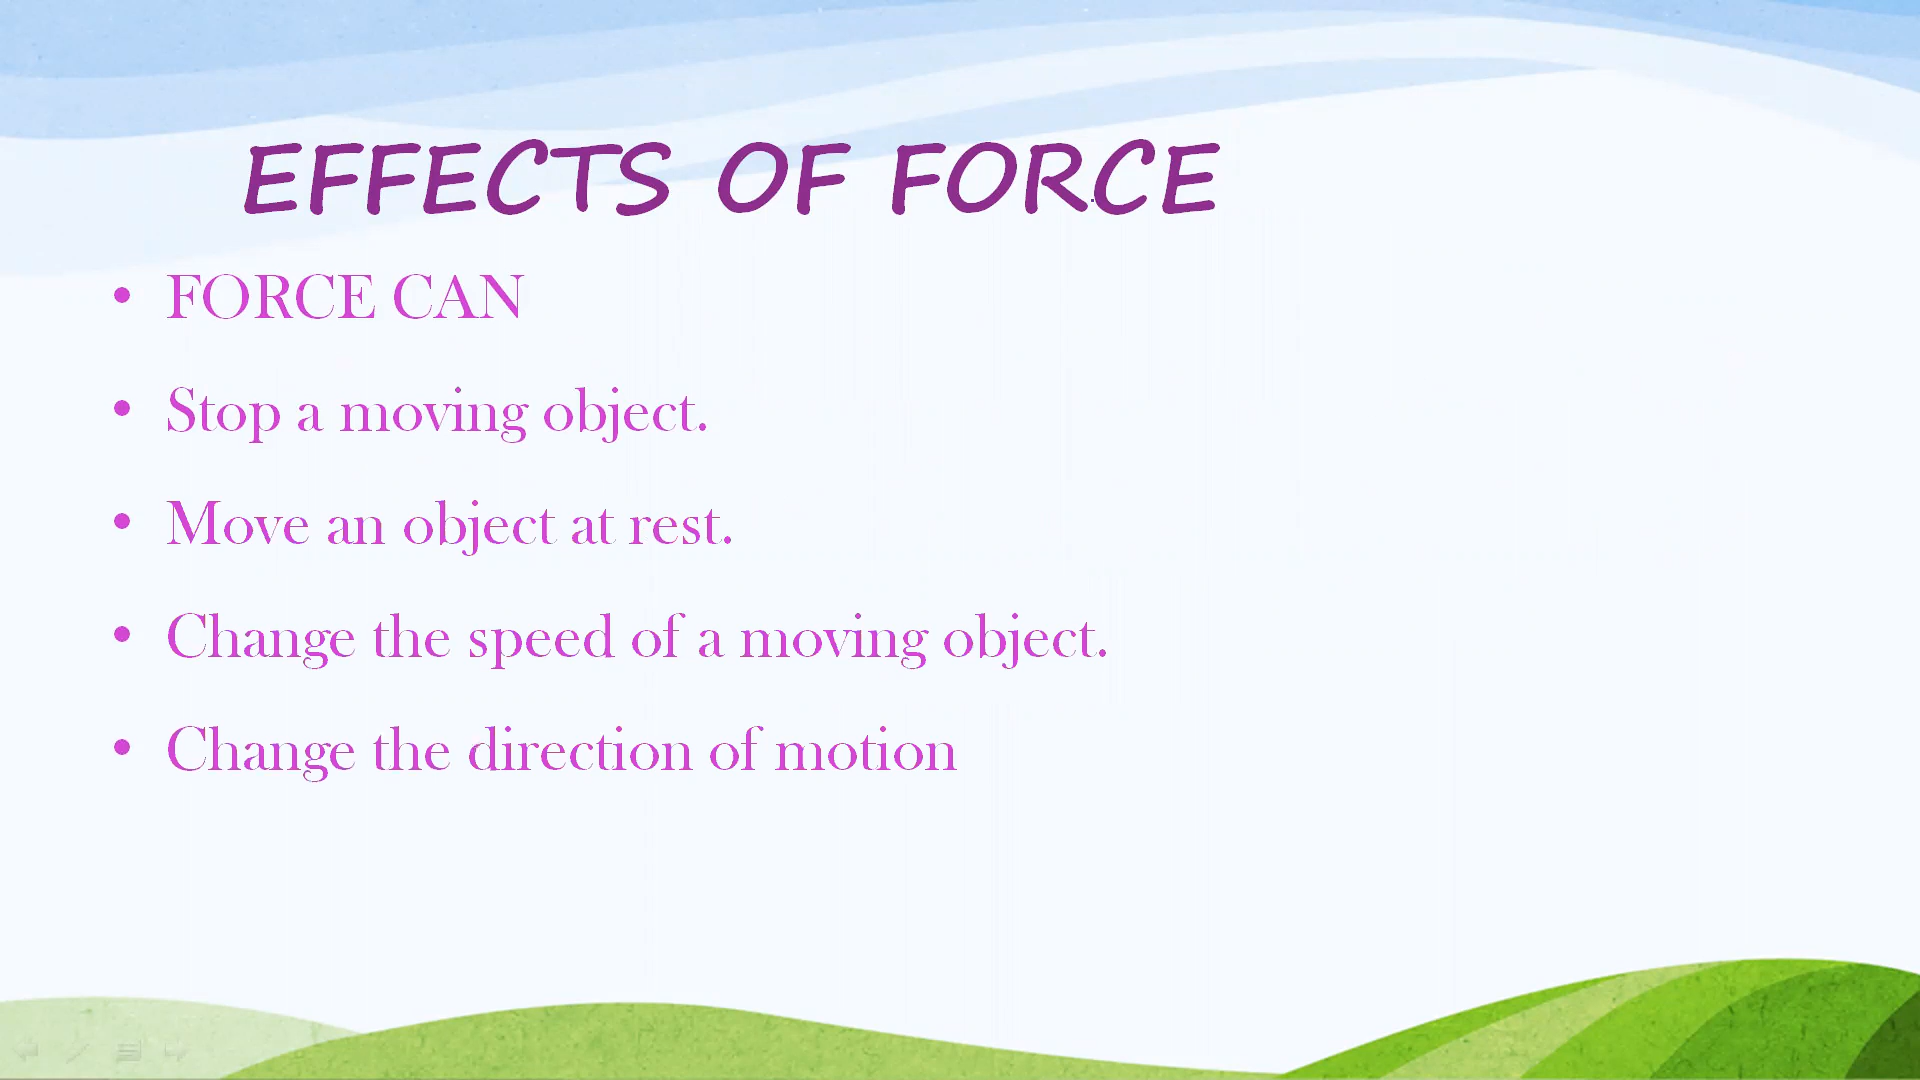 EFFECTS OF FORCE
• FORCE CAN
• Stop a moving object.
• Move an object at rest.
• Change the speed of a moving object.
• Change the direction of motion